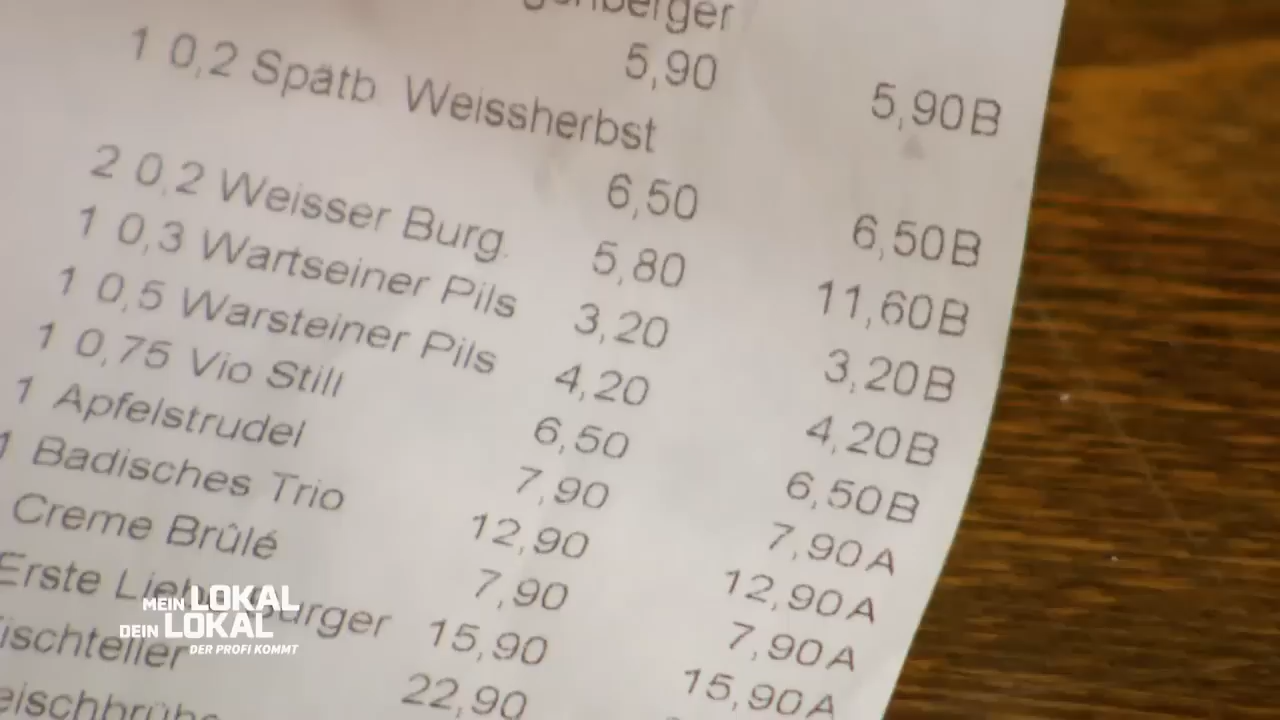 5,90 5,90B
1 0,2 Spätb. Weissherbst
6,50 6,50B
2 0,2 Weisser Burg. 5,80 11,60B
1 0,3 Wartseiner Pils 3,20 3,20B
1 0,5 Warsteiner Pils 4,20 4,20B
1 0,75 Vio Still 6,50 6,50B
1 Apfelstrudel 7,90 7,90A
1 Badisches Trio 12,90 12,90A
Creme Brûlé 7,90 7,90A
Erste Liebe Burger 15,90 15,90A
22,90
MEIN LOKAL
DEIN LOKAL
DER PROFI KOMMT